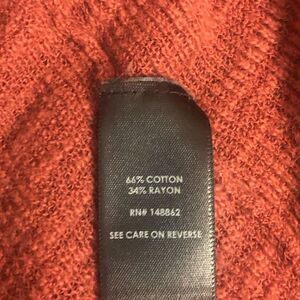 66% COTTON
34% RAYON
RN# 148862
SEE CARE ON REVERSE